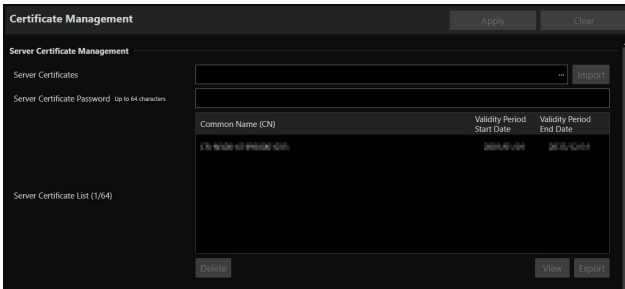 Certificate Management
Apply
Clear
Server Certificate Management
Server Certificates
...
Import
Server Certificate Password Up to 64 characters
Common Name (CN)
Validity Period Start Date
Validity Period End Date
Server Certificate List (1/64)
Delete
View
Export